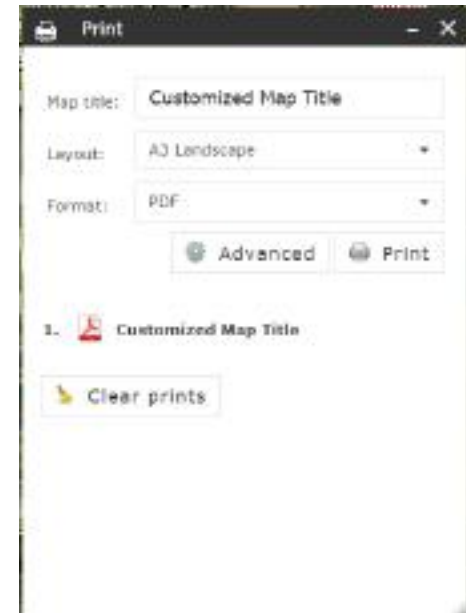 Print
Map title: Customized Map Title
Layout: A3 Landscape
Format: PDF
Advanced Print
1. Customized Map Title
Clear prints